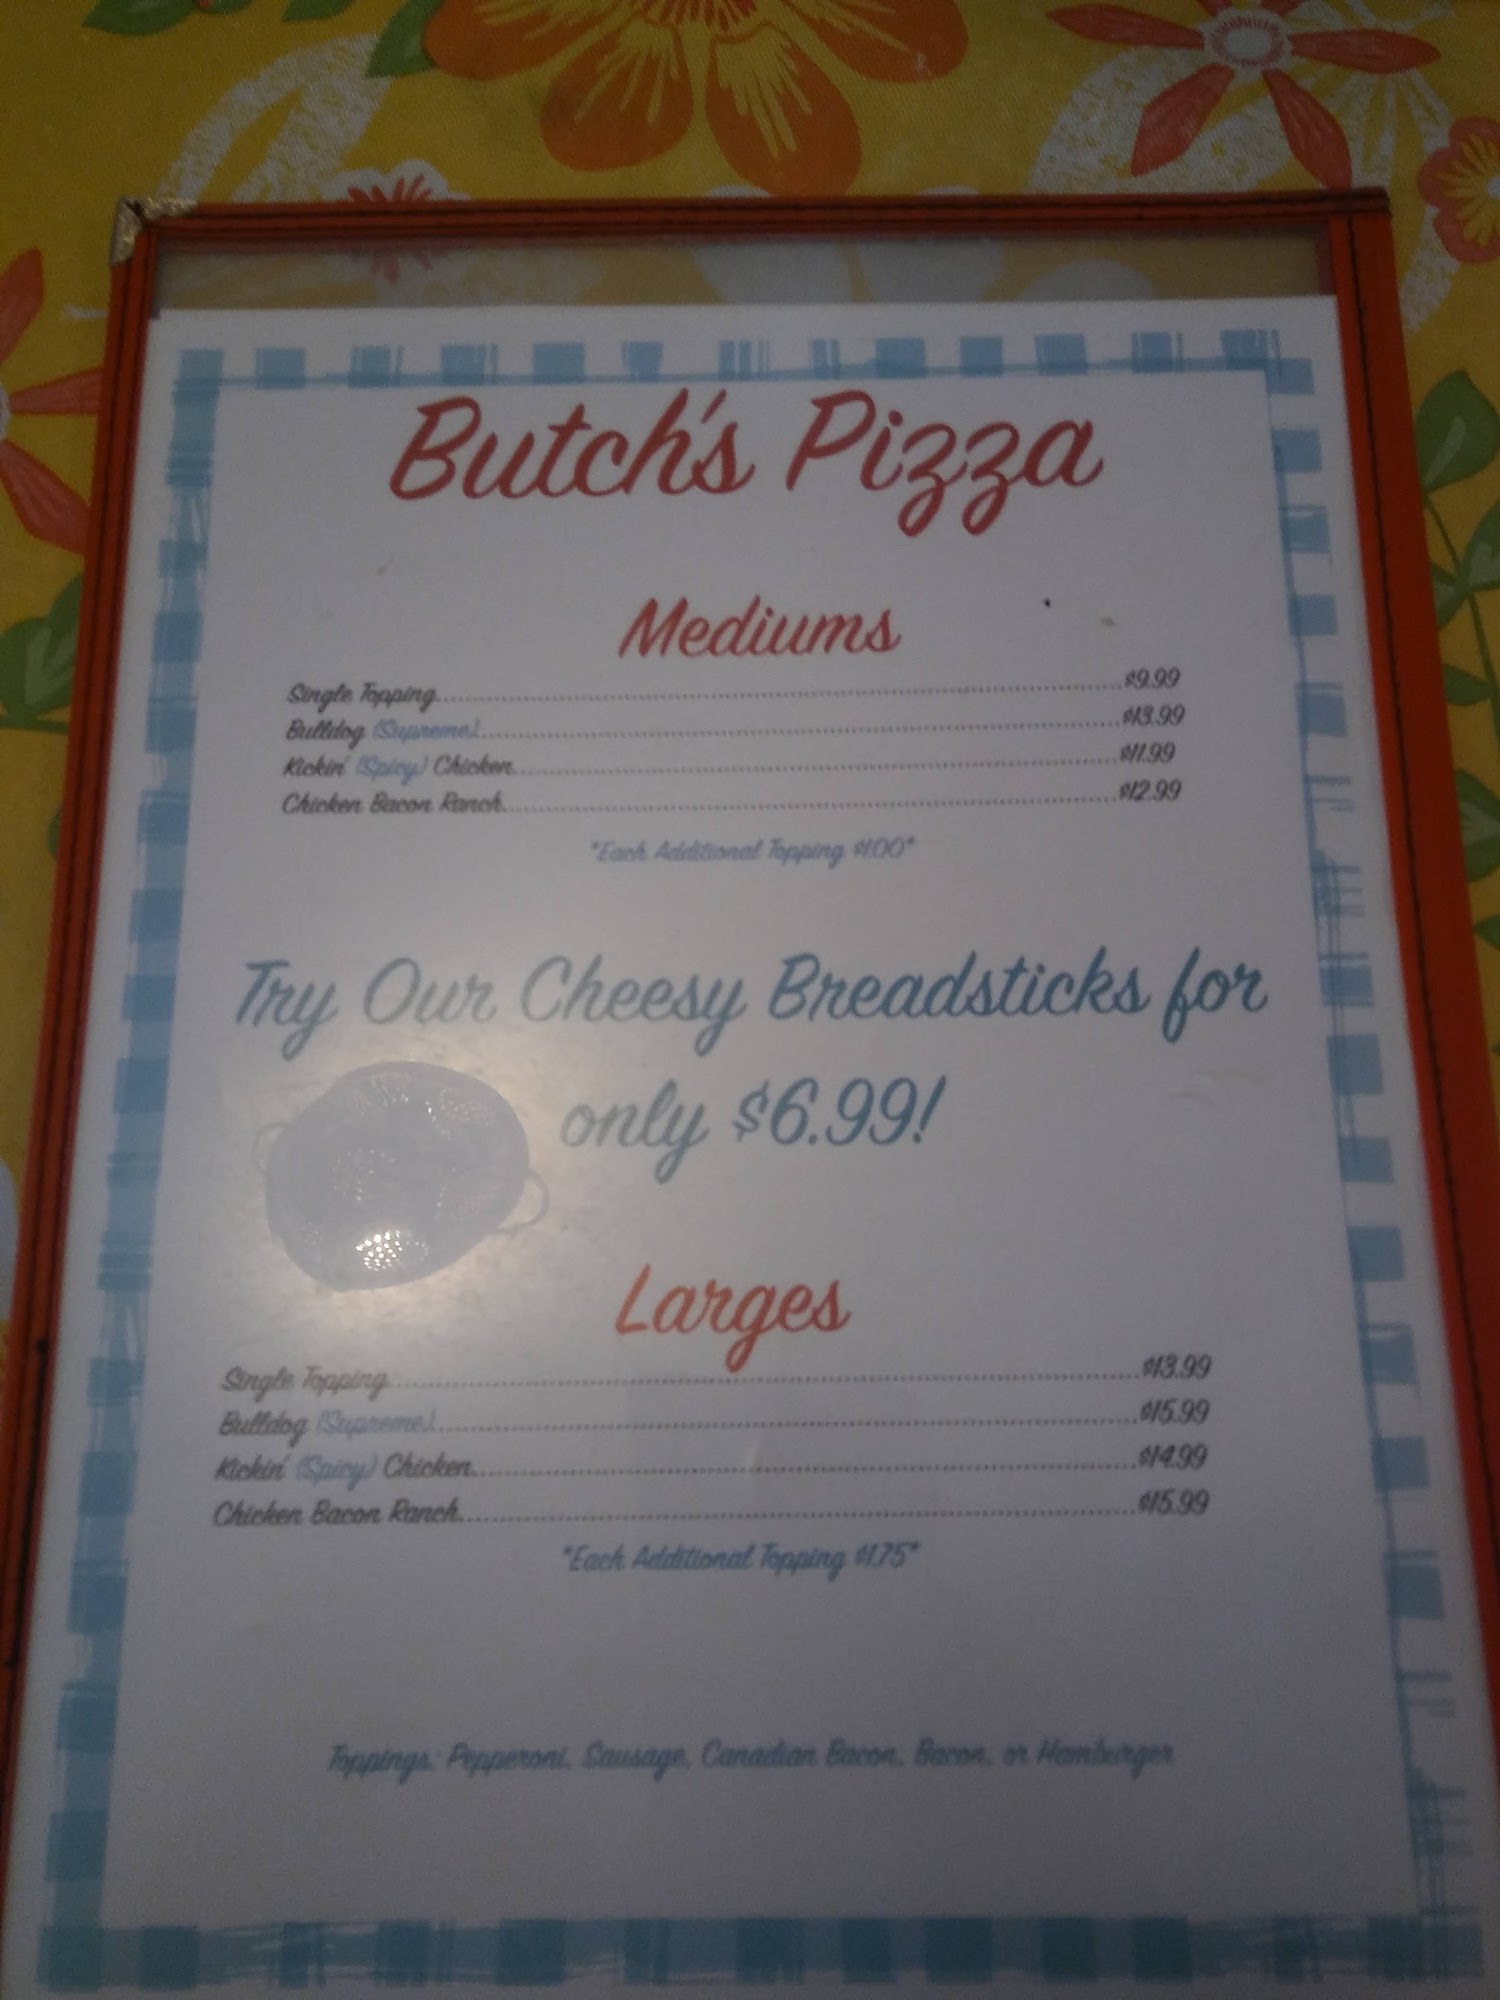 Butch's Pizza
Mediums
Single Topping........$9.99
Bulldog (Supreme)........$13.99
Kickin' (Spicy) Chicken........$11.99
Chicken Bacon Ranch........$12.99
*Each Additional Topping $1.00*
Try Our Cheesy Breadsticks for
only $6.99!
Larges
Single Topping........$13.99
Bulldog (Supreme)........$15.99
Kickin' (Spicy) Chicken........$14.99
Chicken Bacon Ranch........$15.99
*Each Additional Topping $1.75*
Toppings: Pepperoni, Sausage, Canadian Bacon, Bacon, or Hamburger